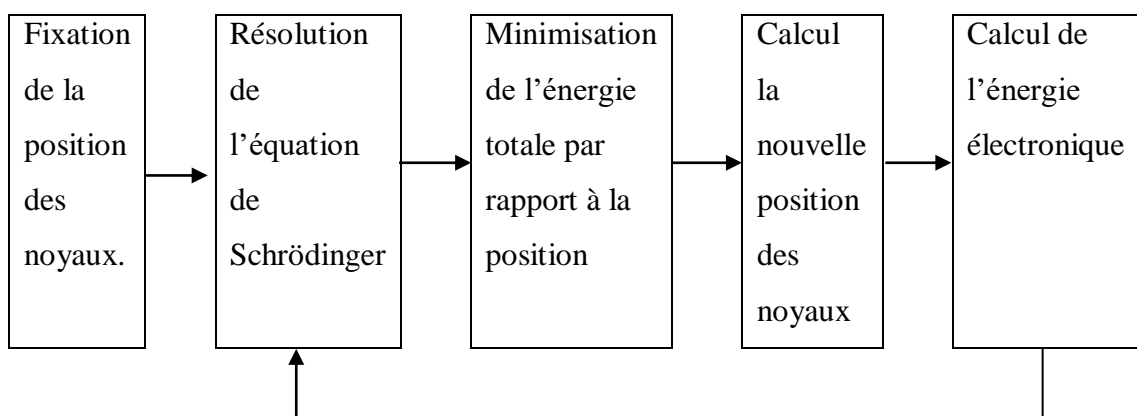 Fixation
de la
position
des
noyaux.
Résolution
de
l’équation
de
Schrödinger
Minimisation
de l’énergie
totale par
rapport à la
position
Calcul
la
nouvelle
position
des
noyaux
Calcul de
l’énergie
électronique